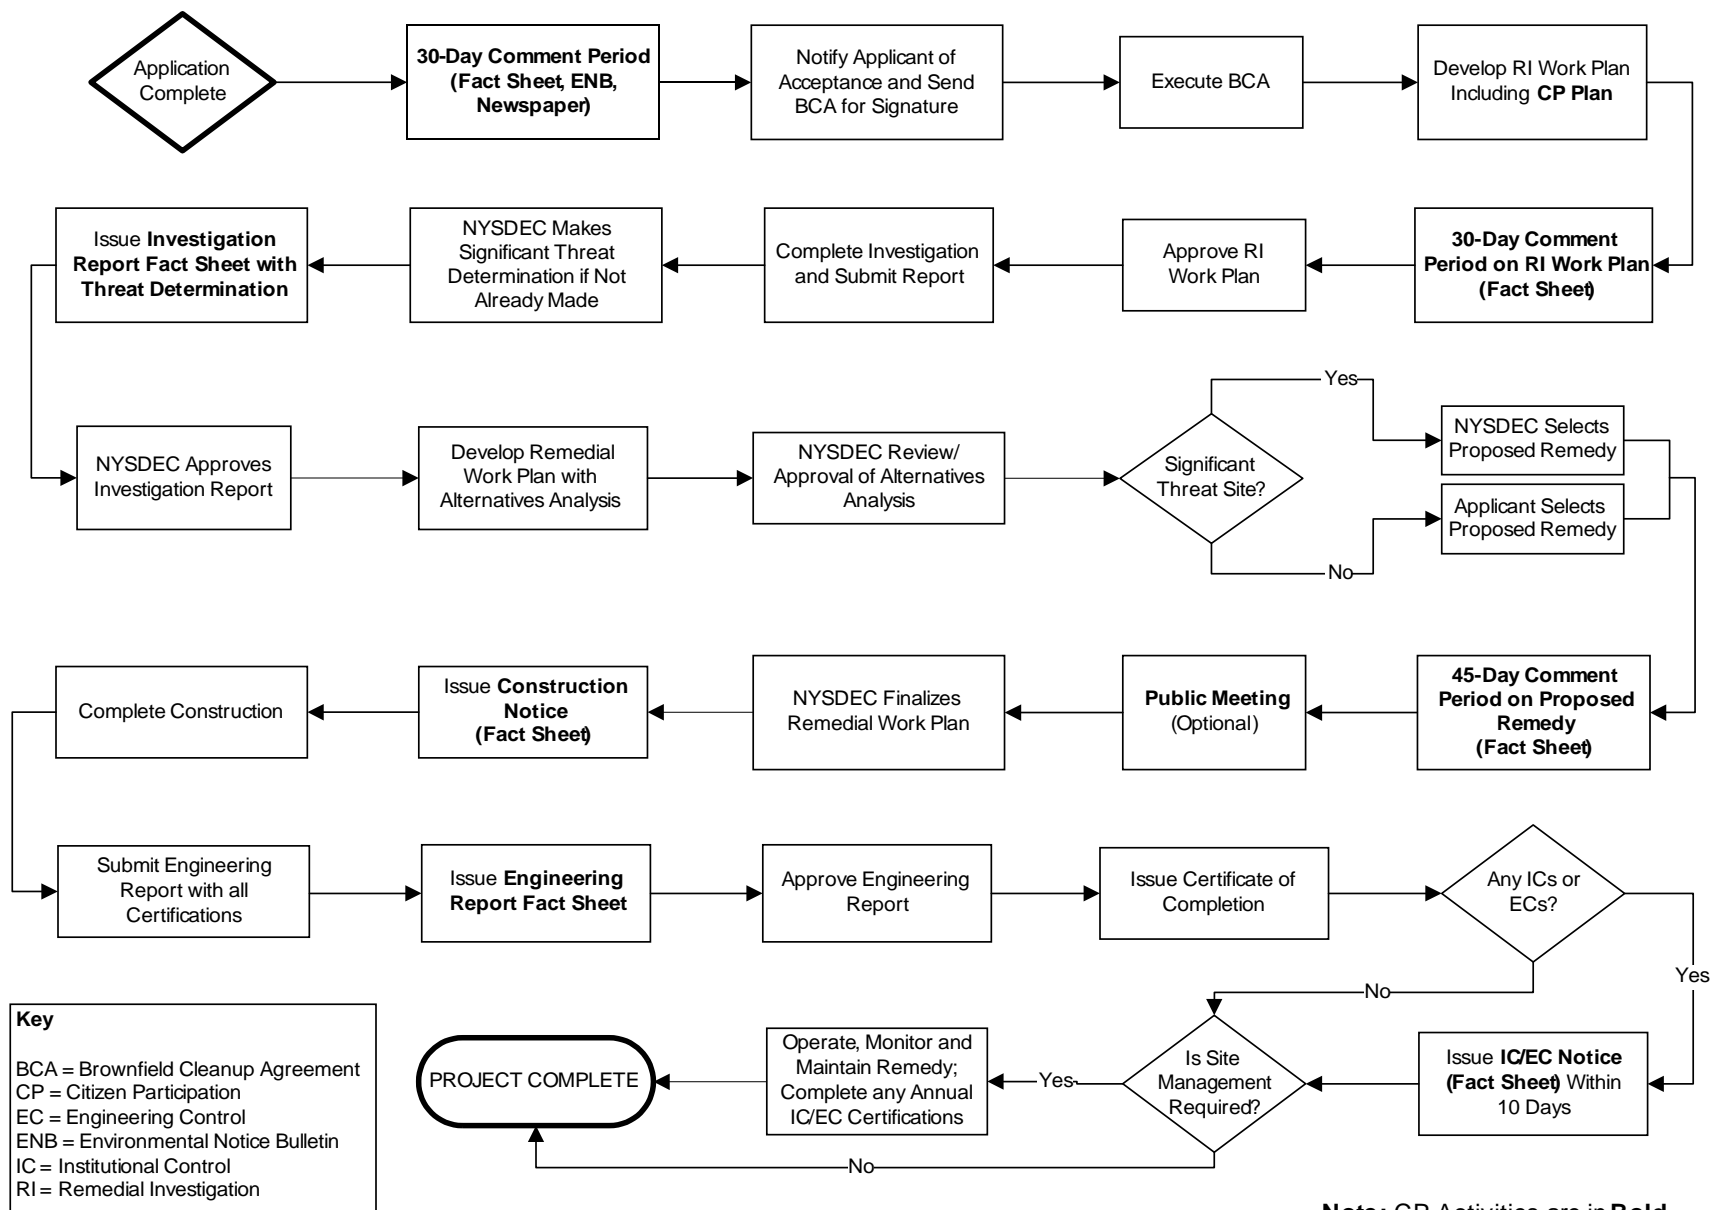 Application
Complete
30-Day Comment Period
(Fact Sheet, ENB,
Newspaper)
Notify Applicant of
Acceptance and Send
BCA for Signature
Execute BCA
Develop RI Work Plan
Including CP Plan
30-Day Comment
Period on RI Work Plan
(Fact Sheet)
Approve RI
Work Plan
Complete Investigation
and Submit Report
NYSDEC Makes
Significant Threat
Determination if Not
Already Made
Issue Investigation
Report Fact Sheet with
Threat Determination
NYSDEC Approves
Investigation Report
Develop Remedial
Work Plan with
Alternatives Analysis
NYSDEC Review/
Approval of Alternatives
Analysis
Significant
Threat Site?
Yes
NYSDEC Selects
Proposed Remedy
No
Applicant Selects
Proposed Remedy
45-Day Comment
Period on Proposed
Remedy
(Fact Sheet)
Public Meeting
(Optional)
NYSDEC Finalizes
Remedial Work Plan
Issue Construction
Notice
(Fact Sheet)
Complete Construction
Submit Engineering
Report with all
Certifications
Issue Engineering
Report Fact Sheet
Approve Engineering
Report
Issue Certificate of
Completion
Any ICs or
ECs?
Yes
No
Issue IC/EC Notice
(Fact Sheet) Within
10 Days
Is Site
Management
Required?
Yes
Operate, Monitor and
Maintain Remedy;
Complete any Annual
IC/EC Certifications
No
PROJECT COMPLETE
Key
BCA = Brownfield Cleanup Agreement
CP = Citizen Participation
EC = Engineering Control
ENB = Environmental Notice Bulletin
IC = Institutional Control
RI = Remedial Investigation
Note: CP Activities are in Bold